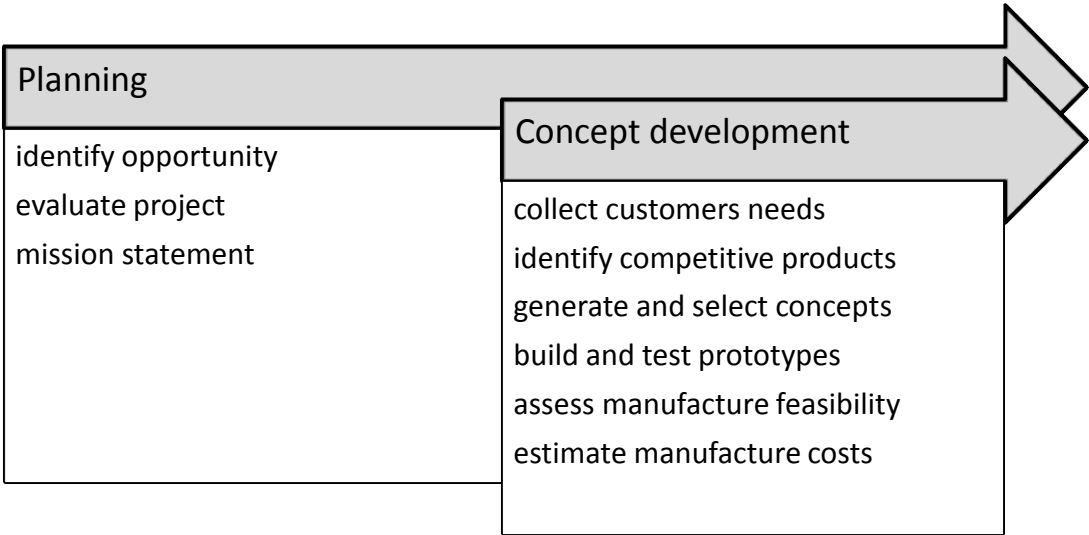 Planning
identify opportunity
evaluate project
mission statement
Concept development
collect customers needs
identify competitive products
generate and select concepts
build and test prototypes
assess manufacture feasibility
estimate manufacture costs